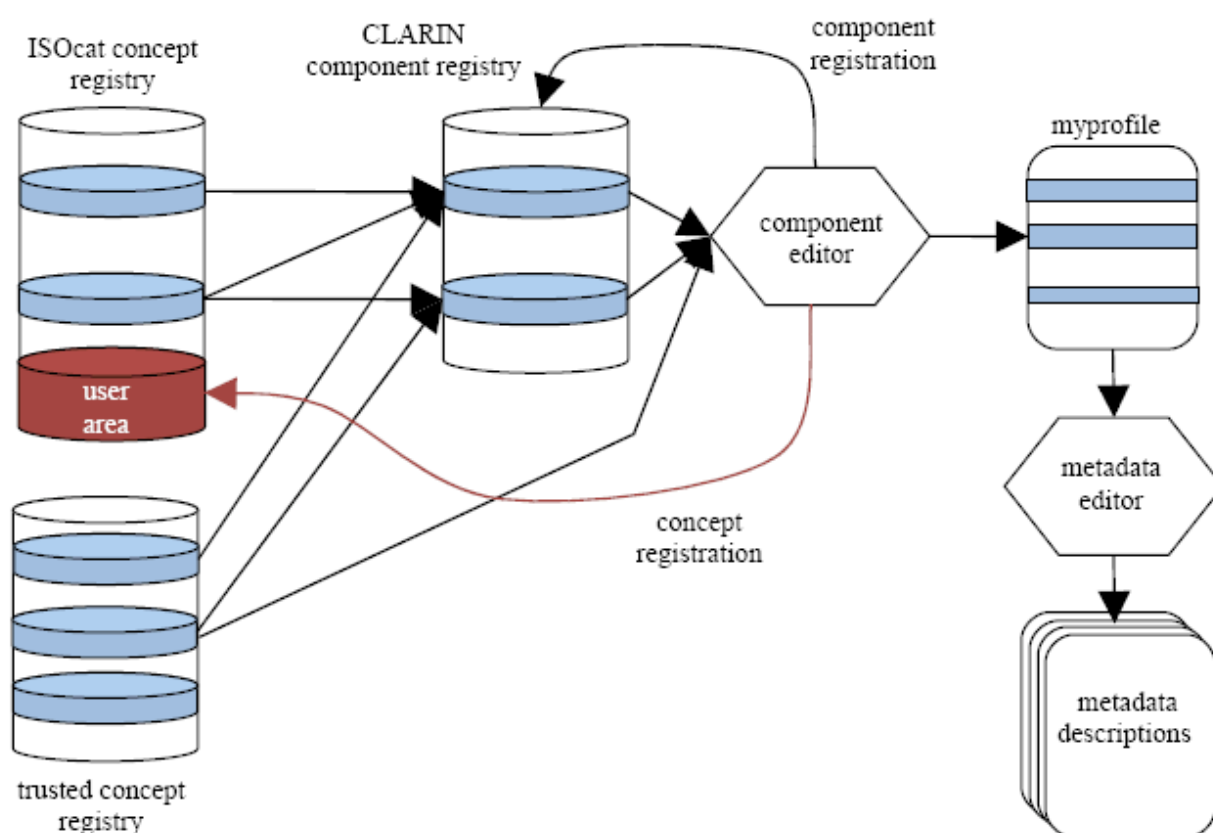 ISOcat concept
registry
CLARIN
component registry
component
registration
myprofile
component
editor
user
area
metadata
editor
concept
registration
metadata
descriptions
trusted concept
registry